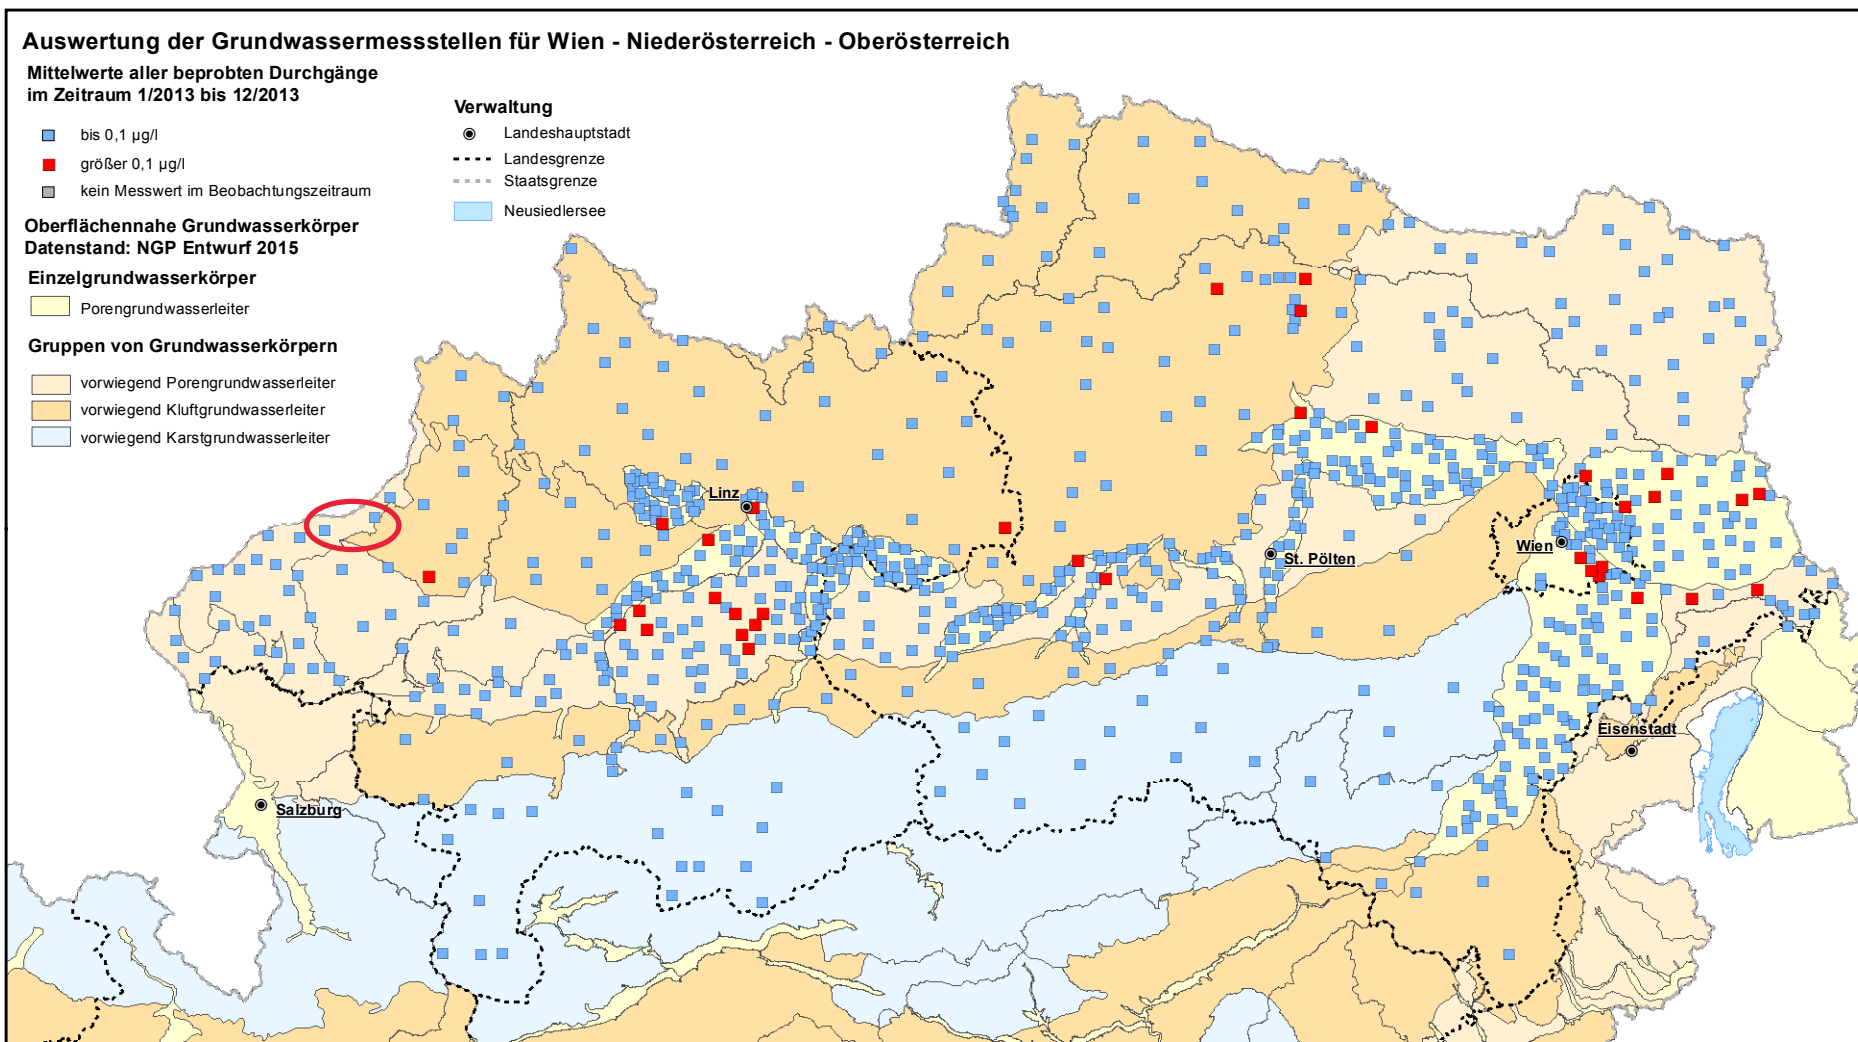 Auswertung der Grundwassermessstellen für Wien - Niederösterreich - Oberösterreich
Mittelwerte aller beprobten Durchgänge
im Zeitraum 1/2013 bis 12/2013
bis 0,1 µg/l
größer 0,1 µg/l
kein Messwert im Beobachtungszeitraum
Oberflächennahe Grundwasserkörper
Datenstand: NGP Entwurf 2015
Einzelgrundwasserkörper
Porengrundwasserleiter
Gruppen von Grundwasserkörpern
vorwiegend Porengrundwasserleiter
vorwiegend Kluftgrundwasserleiter
vorwiegend Karstgrundwasserleiter
Verwaltung
Landeshauptstadt
Landesgrenze
Staatsgrenze
Neusiedlersee
Linz
Wien
St. Pölten
Eisenstadt
Salzburg